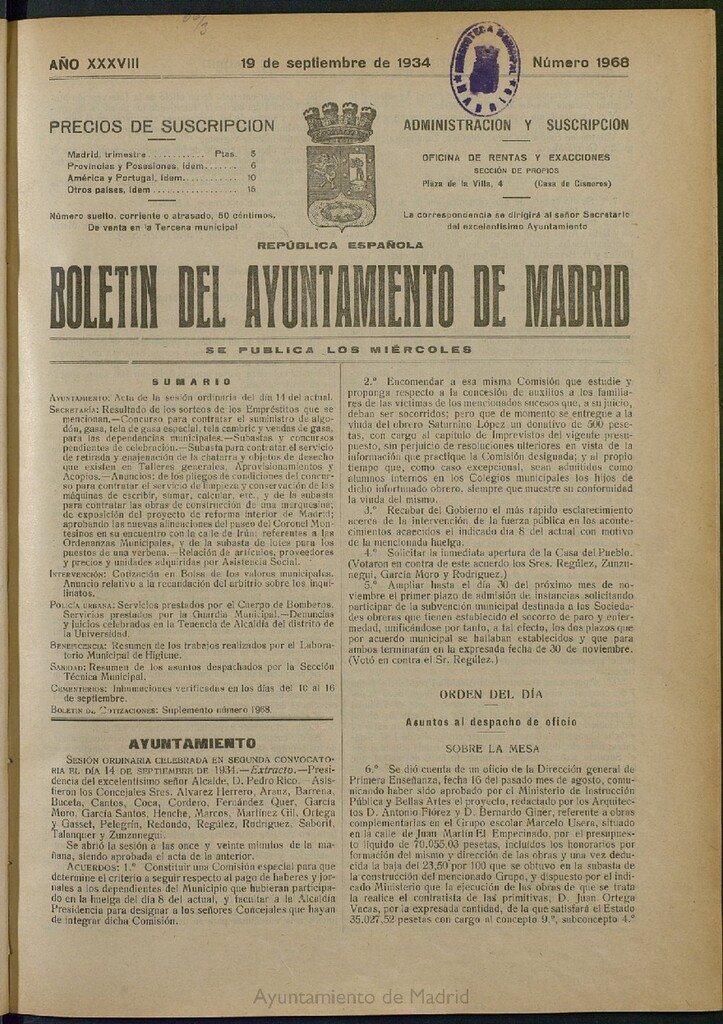 AÑO XXXVIII
19 de septiembre de 1934
Número 1968
PRECIOS DE SUSCRIPCION
Madrid, trimestre ........... Ptas. 5
Provincias y Posesiones, ídem....... 6
América y Portugal, ídem........... 10
Otros países, ídem ................ 15
Número suelto, corriente o atrasado, 50 céntimos.
De venta en la Tercena municipal
ADMINISTRACION Y SUSCRIPCION
OFICINA DE RENTAS Y EXACCIONES
SECCIÓN DE PROPIOS
Plaza de la Villa, 4 (Casa de Cisneros)
La correspondencia se dirigirá al señor Secretario
del excelentísimo Ayuntamiento
REPÚBLICA ESPAÑOLA
BOLETIN DEL AYUNTAMIENTO DE MADRID
SE PUBLICA LOS MIÉRCOLES
SUMARIO
AYUNTAMIENTO: Acta de la sesión ordinaria del día 14 del actual.
SECRETARÍA: Resultado de los sorteos de los Empréstitos que se
mencionan.—Concurso para contratar el suministro de algo-
dón, gasa, tela de gasa especial, tela cambric y vendas de gasa,
para las dependencias municipales.—Subastas y concursos
pendientes de celebración.—Subasta para contratar el servicio
de retirada y enajenación de la chatarra y objetos de desecho
que existen en Talleres generales, Aprovisionamientos y
Acopios.—Anuncios: de los pliegos de condiciones del concur-
so para contratar el servicio de limpieza y conservación de las
máquinas de escribir, sumar, calcular, etc., y de la subasta
para contratar las obras de construcción de una marquesina;
de exposición del proyecto de reforma interior de Madrid;
aprobando las nuevas alineaciones del paseo del Coronel Mon-
tesinos en su encuentro con la calle de Irún; referentes a las
Ordenanzas Municipales, y de la subasta de lotes para los
puestos de una verbena.—Relación de artículos, proveedores
y precios y unidades adquiridas por Asistencia Social.
INTERVENCIÓN: Cotización en Bolsa de los valores municipales.
Anuncio relativo a la recaudación del arbitrio sobre los inqui-
linatos.
POLICÍA URBANA: Servicios prestados por el Cuerpo de Bomberos.
Servicios prestados por la Guardia Municipal.—Denuncias
y juicios celebrados en la Tenencia de Alcaldía del distrito de
la Universidad.
BENEFICENCIA: Resumen de los trabajos realizados por el Labora-
torio Municipal de Higiene.
SANIDAD: Resumen de los asuntos despachados por la Sección
Técnica Municipal.
CEMENTERIOS: Inhumaciones verificadas en los días del 10 al 16
de septiembre.
BOLETIN DE COTIZACIONES: Suplemento número 1968.
AYUNTAMIENTO
SESIÓN ORDINARIA CELEBRADA EN SEGUNDA CONVOCATO-
RIA EL DÍA 14 DE SEPTIEMBRE DE 1934.—Extracto.—Presi-
dencia del excelentísimo señor Alcalde, D. Pedro Rico.—Asis-
tieron los Concejales Sres. Alvarez Herrero, Aranz, Barrena,
Buceta, Cantos, Coca, Cordero, Fernández Quer, García
Moro, García Santos, Henche, Marcos, Martínez Gil, Ortega
y Gasset, Pelegrín, Redondo, Regúlez, Rodríguez, Saborit,
Talanquer y Zunzunegui.
Se abrió la sesión a las once y veinte minutos de la ma-
ñana, siendo aprobada el acta de la anterior.
ACUERDOS: 1.º Constituir una Comisión especial para que
determine el criterio a seguir respecto al pago de haberes y jor-
nales a los dependientes del Municipio que hubieran participa-
do en la huelga del día 8 del actual, y facultar a la Alcaldía
Presidencia para designar a los señores Concejales que hayan
de integrar dicha Comisión.
2.º Encomendar a esa misma Comisión que estudie y
proponga respecto a la concesión de auxilios a los familia-
res de las víctimas de los mencionados sucesos que, a su juicio,
deban ser socorridos; pero que de momento se entregue a la
viuda del obrero Saturnino López un donativo de 500 pese-
tas, con cargo al capítulo de Imprevistos del vigente presu-
puesto, sin perjuicio de resoluciones ulteriores en vista de la
información que practique la Comisión designada; y al propio
tiempo que, como caso excepcional, sean admitidos como
alumnos internos en los Colegios municipales los hijos de
dicho infortunado obrero, siempre que muestre su conformidad
la viuda del mismo.
3.º Recabar del Gobierno el más rápido esclarecimiento
acerca de la intervención de la fuerza pública en los aconte-
cimientos acaecidos el indicado día 8 del actual con motivo
de la mencionada huelga.
4.º Solicitar la inmediata apertura de la Casa del Pueblo.
(Votaron en contra de este acuerdo los Sres. Regúlez, Zunzu-
negui, García Moro y Rodríguez.)
5.º Ampliar hasta el día 30 del próximo mes de no-
viembre el primer plazo de admisión de instancias solicitando
participar de la subvención municipal destinada a las Socieda-
des obreras que tienen establecido el socorro de paro y enfer-
medad, unificándose por tanto, a tal efecto, los dos plazos que
por acuerdo municipal se hallaban establecidos y que para
ambos terminarán en la expresada fecha de 30 de noviembre.
(Votó en contra el Sr. Regúlez.)
ORDEN DEL DÍA
Asuntos al despacho de oficio
SOBRE LA MESA
6.º Se dió cuenta de un oficio de la Dirección general de
Primera Enseñanza, fecha 16 del pasado mes de agosto, comu-
nicando haber sido aprobado por el Ministerio de Instrucción
Pública y Bellas Artes el proyecto, redactado por los Arquitec-
tos D. Antonio Flórez y D. Bernardo Giner, referente a obras
complementarias en el Grupo escolar Marcelo Usera, situado
en la calle de Juan Martín El Empecinado, por el presupues-
to líquido de 70.055,03 pesetas, incluídos los honorarios por
formación del mismo y dirección de las obras y una vez dedu-
cida la baja del 23,50 por 100 que se obtuvo en la subasta de
la construcción del mencionado Grupo, y dispuesto por el indi-
cado Ministerio que la ejecución de las obras de que se trata
la realice el contratista de las primitivas, D. Juan Ortega
Vacas, por la expresada cantidad, de la que satisfará el Estado
35.027,52 pesetas con cargo al concepto 9.º, subconcepto 4.º
Ayuntamiento de Madrid